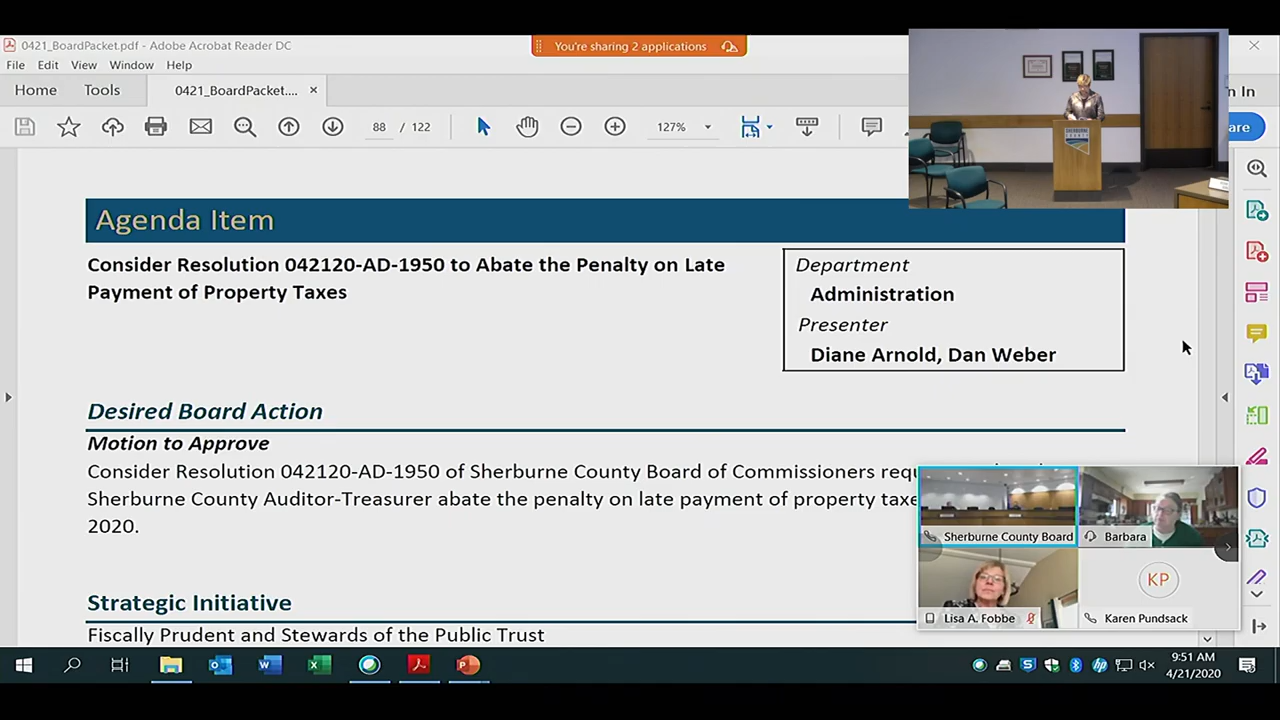 0421_BoardPacket.pdf - Adobe Acrobat Reader DC
You're sharing 2 applications
File Edit View Window Help
Home Tools 0421_BoardPacket.... ×
n In
88 / 122
127%
are
Agenda Item
Consider Resolution 042120-AD-1950 to Abate the Penalty on Late
Payment of Property Taxes
Department
Administration
Presenter
Diane Arnold, Dan Weber
Desired Board Action
Motion to Approve
Consider Resolution 042120-AD-1950 of Sherburne County Board of Commissioners requ
Sherburne County Auditor-Treasurer abate the penalty on late payment of property taxe
2020.
Strategic Initiative
Fiscally Prudent and Stewards of the Public Trust
SHERBURNE
COUNTY
Sherburne County Board
Barbara
KP
Lisa A. Fobbe
Karen Pundsack
9:51 AM
4/21/2020